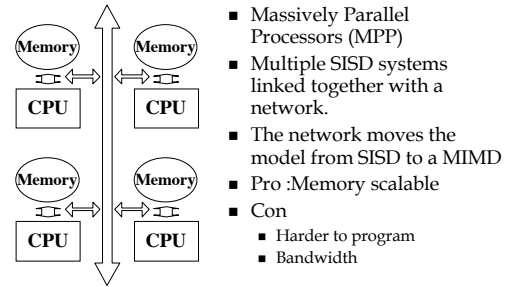 Memory
Memory
CPU
CPU
Memory
Memory
CPU
CPU
■ Massively Parallel
Processors (MPP)
■ Multiple SISD systems
linked together with a
network.
■ The network moves the
model from SISD to a MIMD
■ Pro :Memory scalable
■ Con
■ Harder to program
■ Bandwidth